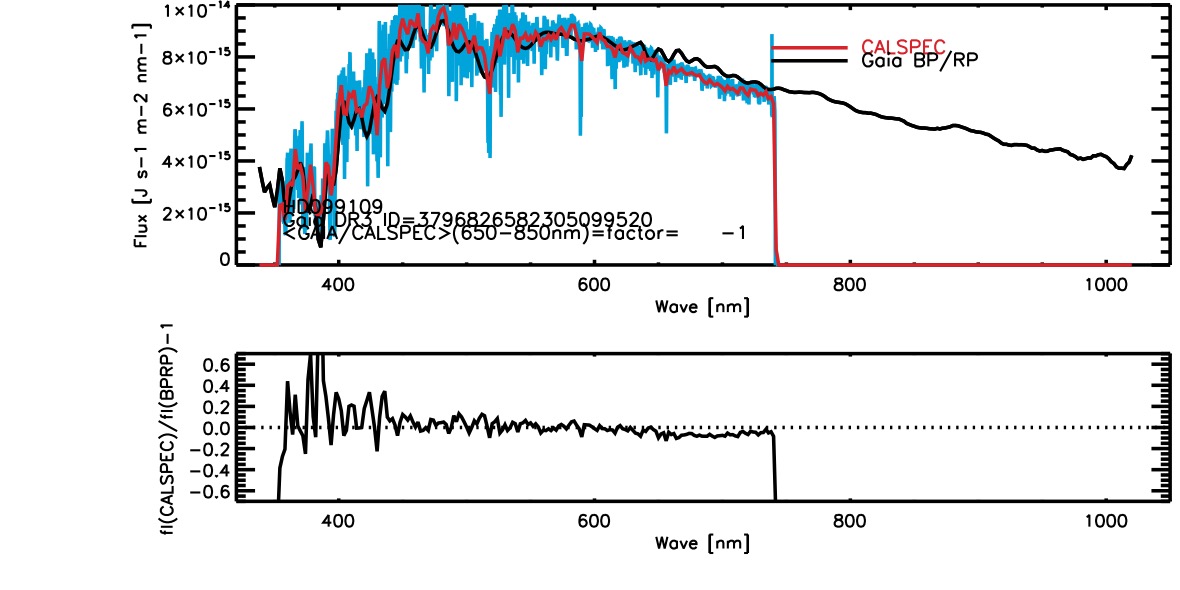 1×10−14
8×10−15
6×10−15
4×10−15
2×10−15
0
Flux [J s−1 m−2 nm−1]
CALSPEC
Gaia BP/RP
HD099109
Gaia DR3 ID=3796826582305099520
<GAIA/CALSPEC>(650−850nm)=factor= −1
400 600 800 1000
Wave [nm]
fl(CALSPEC)/fl(BPRP)−1
0.6
0.4
0.2
0.0
−0.2
−0.4
−0.6
400 600 800 1000
Wave [nm]